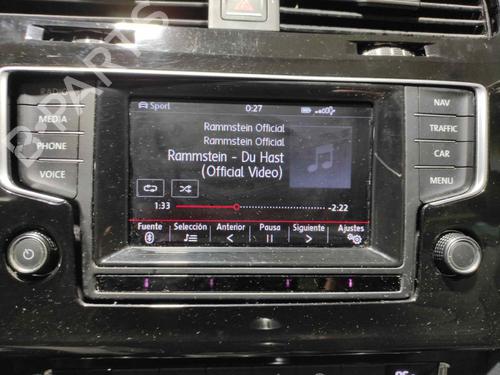 RADIO
MEDIA
PHONE
VOICE
NAV
TRAFFIC
CAR
MENU
Sport
0:27
Rammstein Official
Rammstein Official
Rammstein - Du Hast
(Official Video)
1:33
-2:22
Fuente
Selección
Anterior
Pausa
Siguiente
Ajustes
B-PARTS